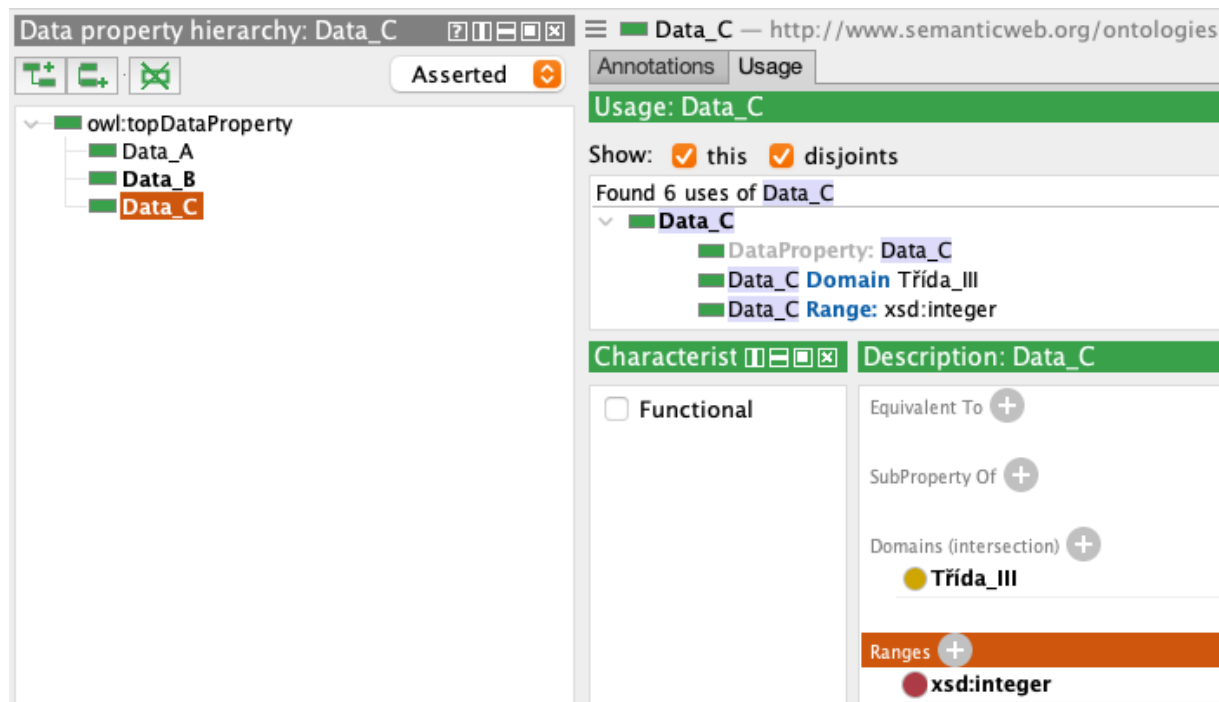 Data property hierarchy: Data_C
Asserted
owl:topDataProperty
Data_A
Data_B
Data_C
Data_C — http://www.semanticweb.org/ontologies
Annotations Usage
Usage: Data_C
Show: this disjoints
Found 6 uses of Data_C
Data_C
DataProperty: Data_C
Data_C Domain Třída_III
Data_C Range: xsd:integer
Characterist
Functional
Description: Data_C
Equivalent To
SubProperty Of
Domains (intersection)
Třída_III
Ranges
xsd:integer